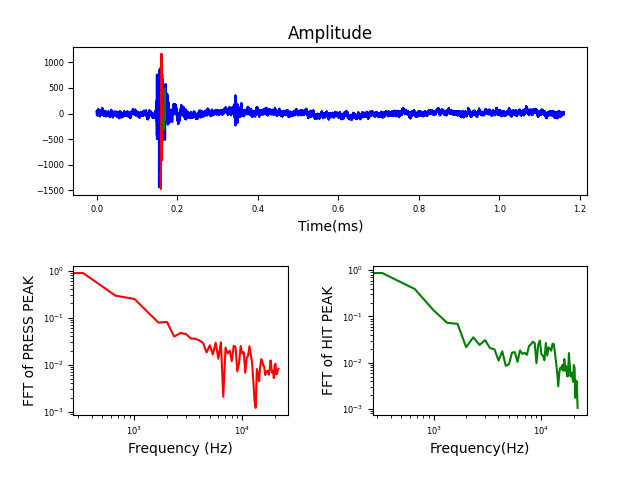 Amplitude
1000
500
0
−500
−1000
−1500
0.0 0.2 0.4 0.6 0.8 1.0 1.2
Time(ms)
FFT of PRESS PEAK
10⁰
10⁻¹
10⁻²
10⁻³
10³ 10⁴
Frequency (Hz)
FFT of HIT PEAK
10⁰
10⁻¹
10⁻²
10⁻³
10³ 10⁴
Frequency(Hz)